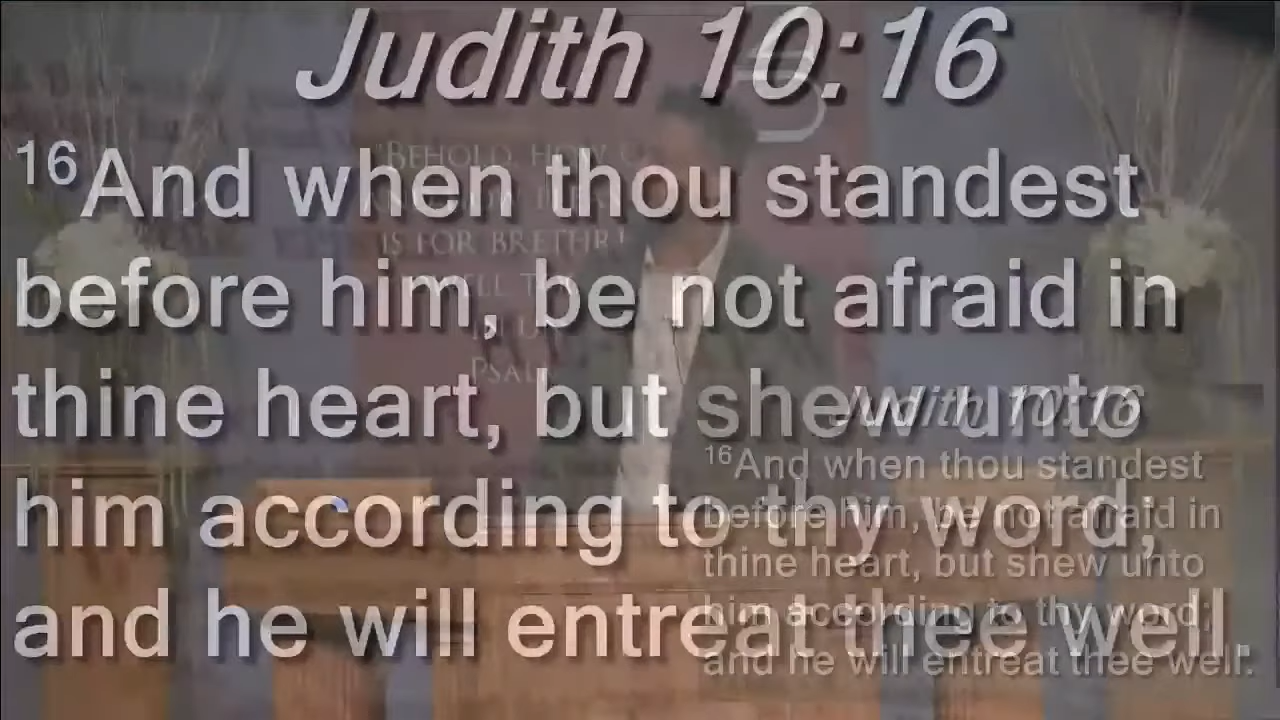 Judith 10:16
16And when thou standest
before him, be not afraid in
thine heart, but shew unto
him according to thy word;
and he will entreat thee well.
"BEHOLD, HOW
IS FOR BRETHR
PSAL
Judith 10:16
16And when thou standest
before him, be not afraid in
thine heart, but shew unto
him according to thy word;
and he will entreat thee well.